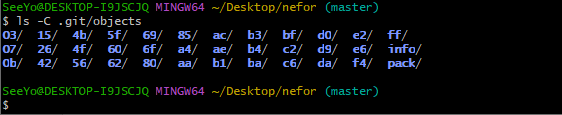 SeeYo@DESKTOP-I9JSCJQ MINGW64 ~/Desktop/nefor (master)
$ ls -C .git/objects
03/ 15/ 4b/ 5f/ 69/ 85/ ac/ b3/ bf/ d0/ e2/ ff/
07/ 26/ 4f/ 60/ 6f/ a4/ ae/ b4/ c2/ d9/ e6/ info/
0b/ 42/ 56/ 62/ 80/ aa/ b1/ ba/ c6/ da/ f4/ pack/
SeeYo@DESKTOP-I9JSCJQ MINGW64 ~/Desktop/nefor (master)
$